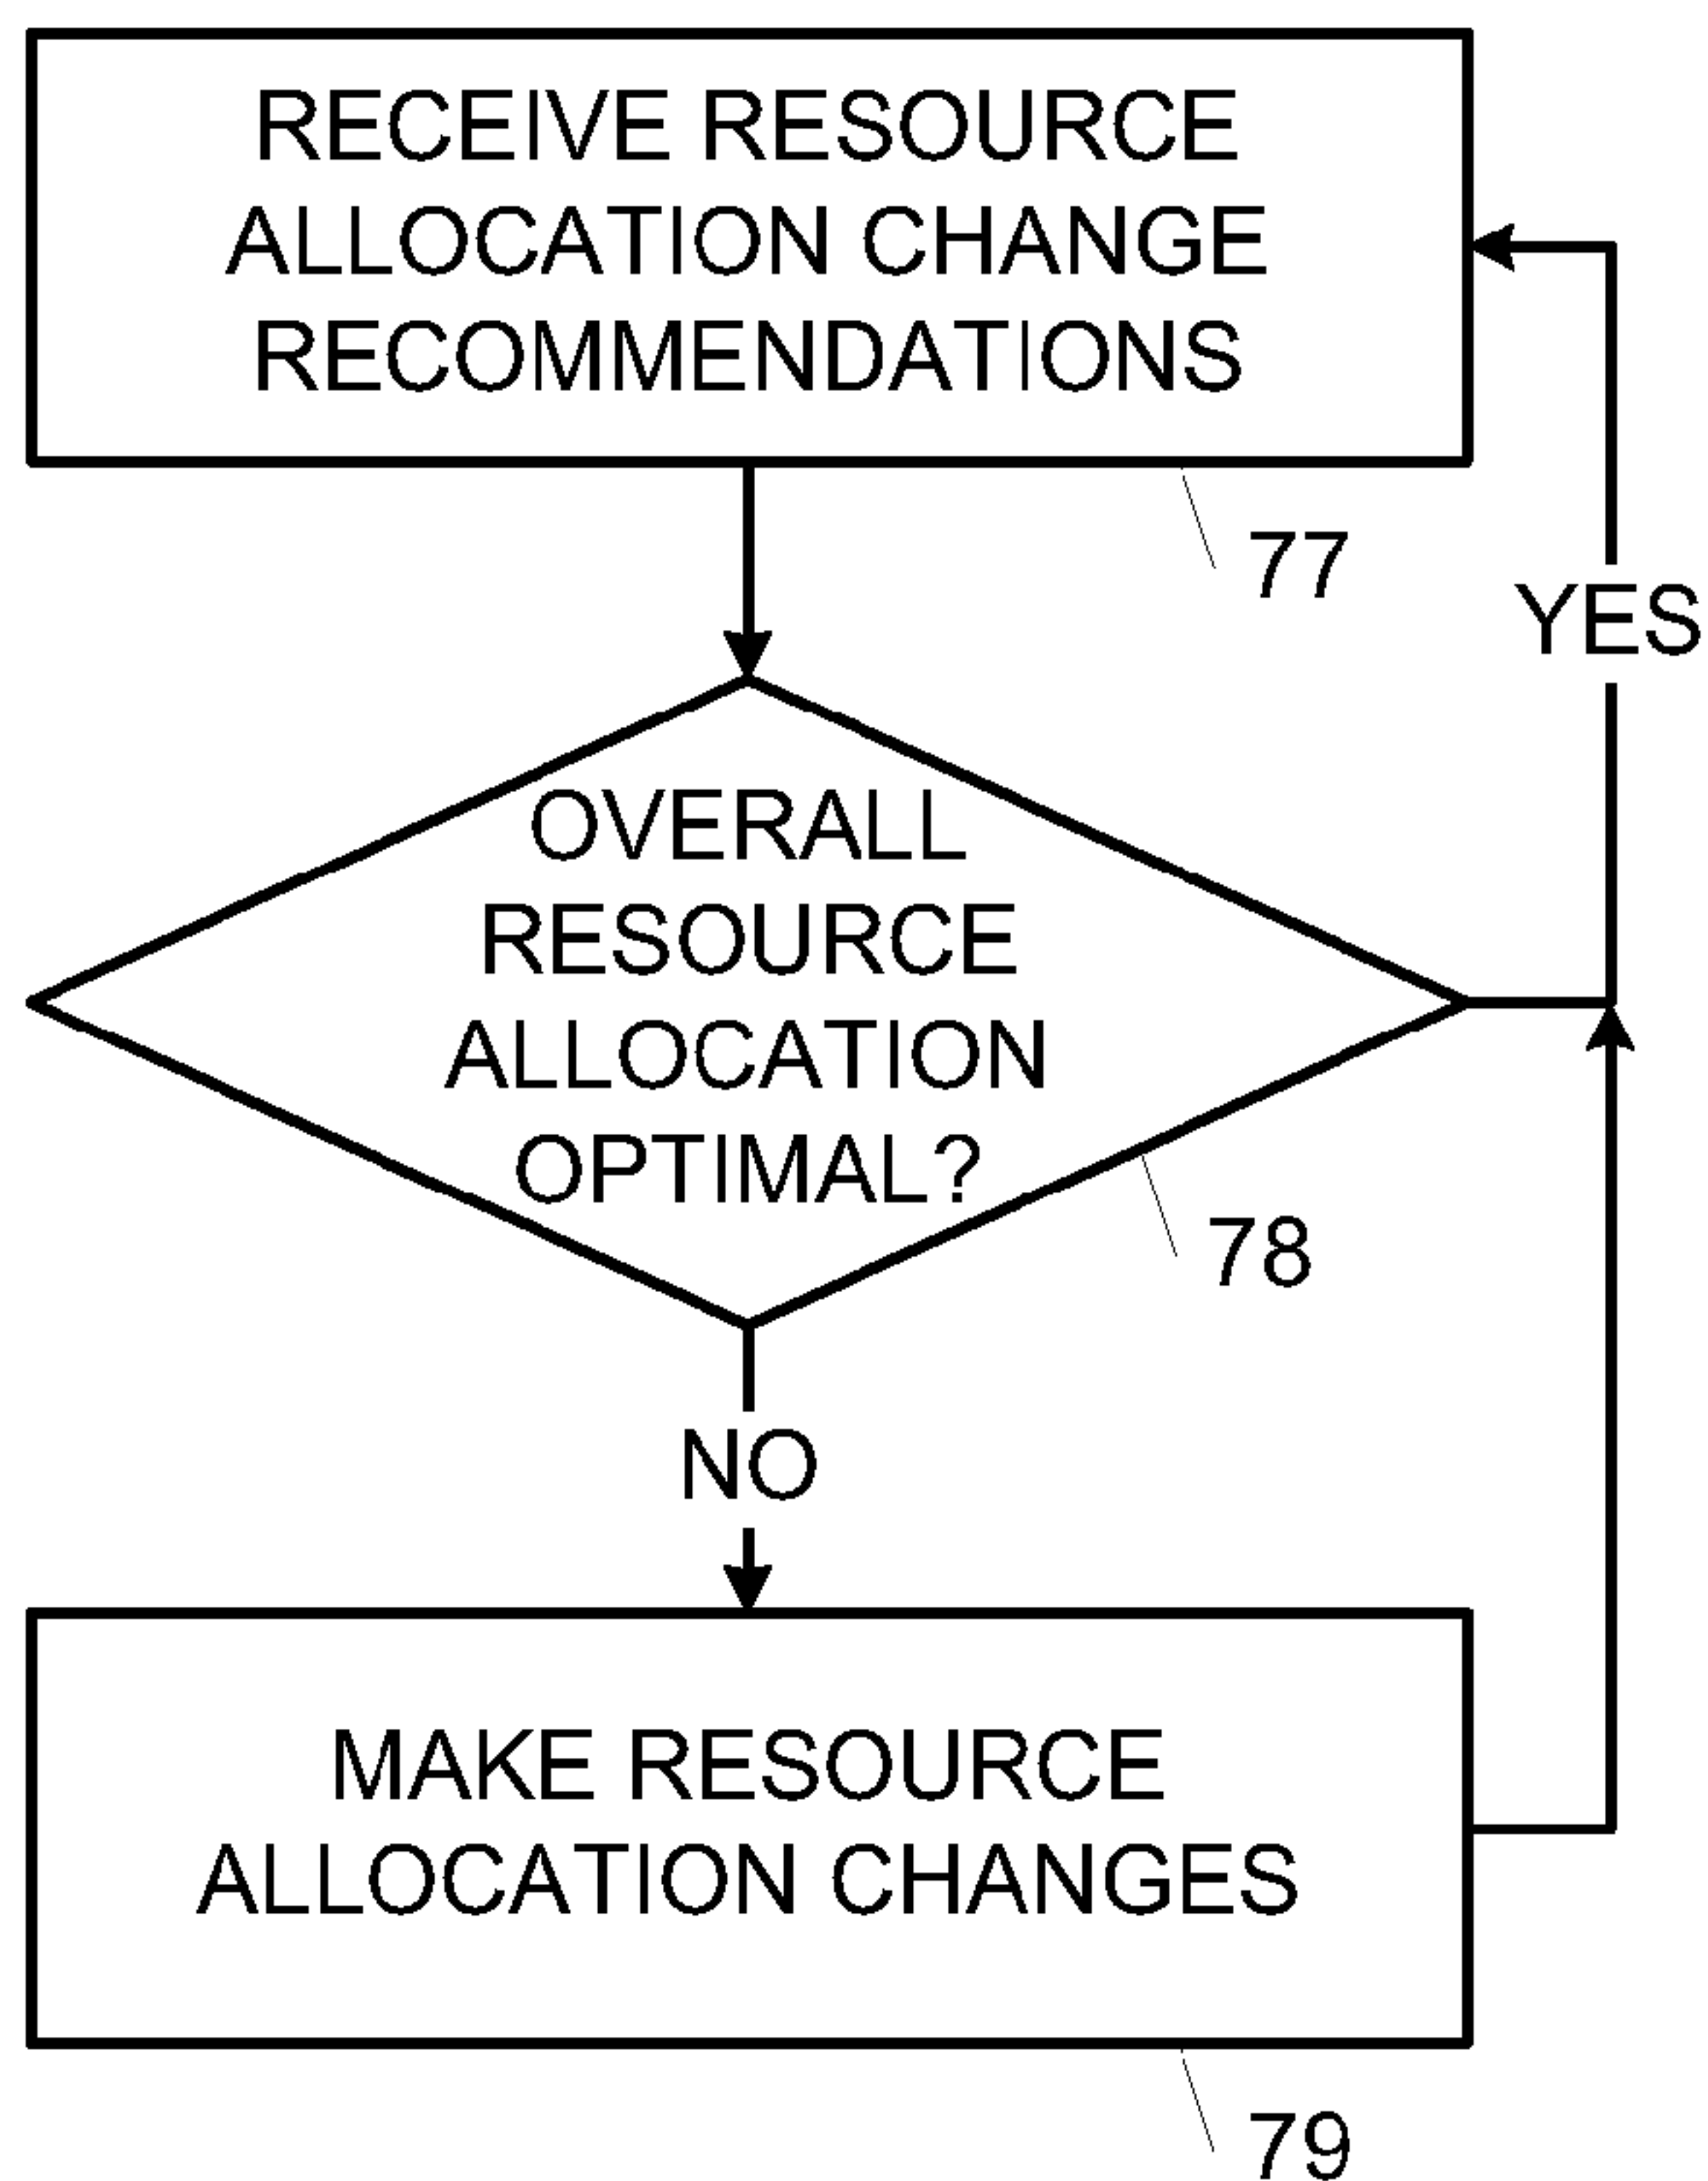 RECEIVE RESOURCE
ALLOCATION CHANGE
RECOMMENDATIONS
77
YES
OVERALL
RESOURCE
ALLOCATION
OPTIMAL?
78
NO
MAKE RESOURCE
ALLOCATION CHANGES
79